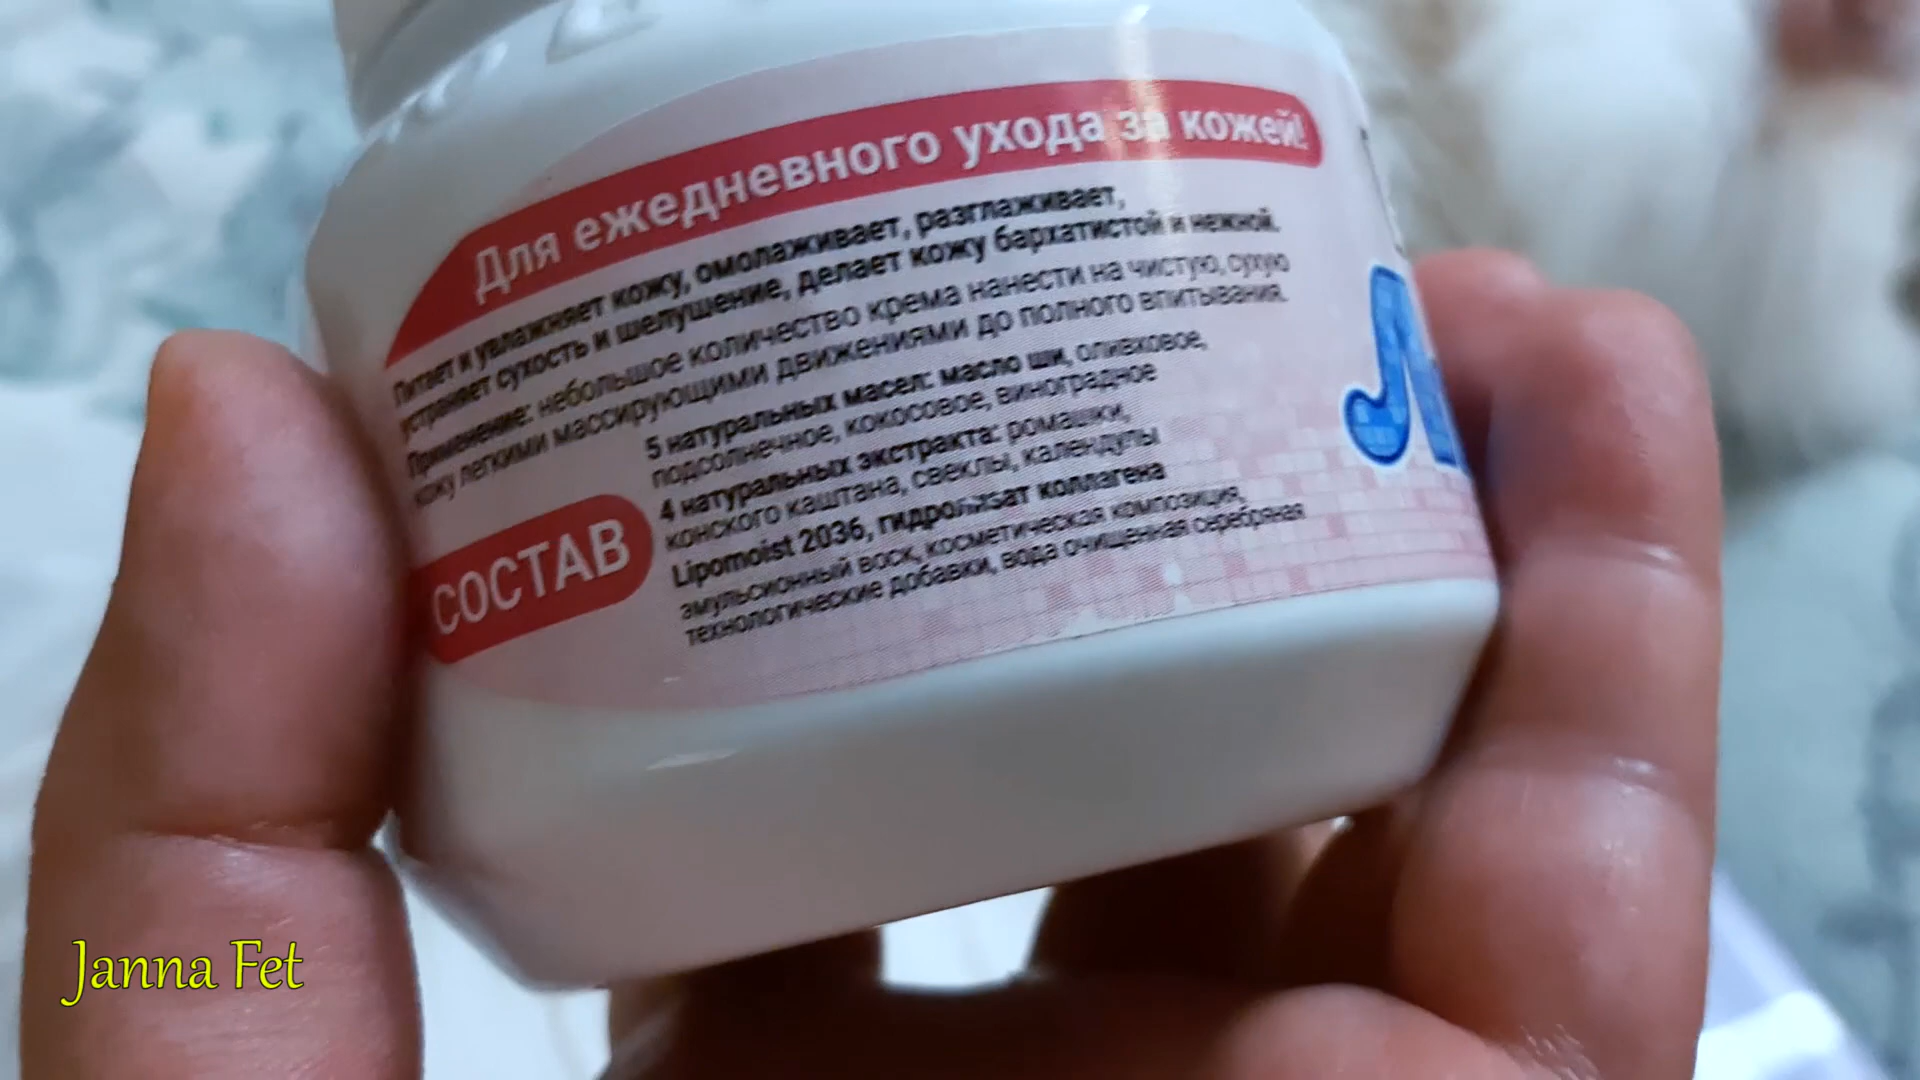 Для ежедневного ухода за кожей!
Питает и увлажняет кожу, омолаживает, разглаживает,
устраняет сухость и шелушение, делает кожу бархатистой и нежной.
Применение: небольшое количество крема нанести на чистую, сухую
кожу легкими массирующими движениями до полного впитывания.
СОСТАВ
5 натуральных масел: масло ши, оливковое,
подсолнечное, кокосовое, виноградное
4 натуральных экстракта: ромашки,
конского каштана, свеклы, календулы
Lipomoist 2036, гидролизат коллагена
эмульсионный воск, косметическая композиция,
технологические добавки, вода очищенная серебряная
Janna Fet